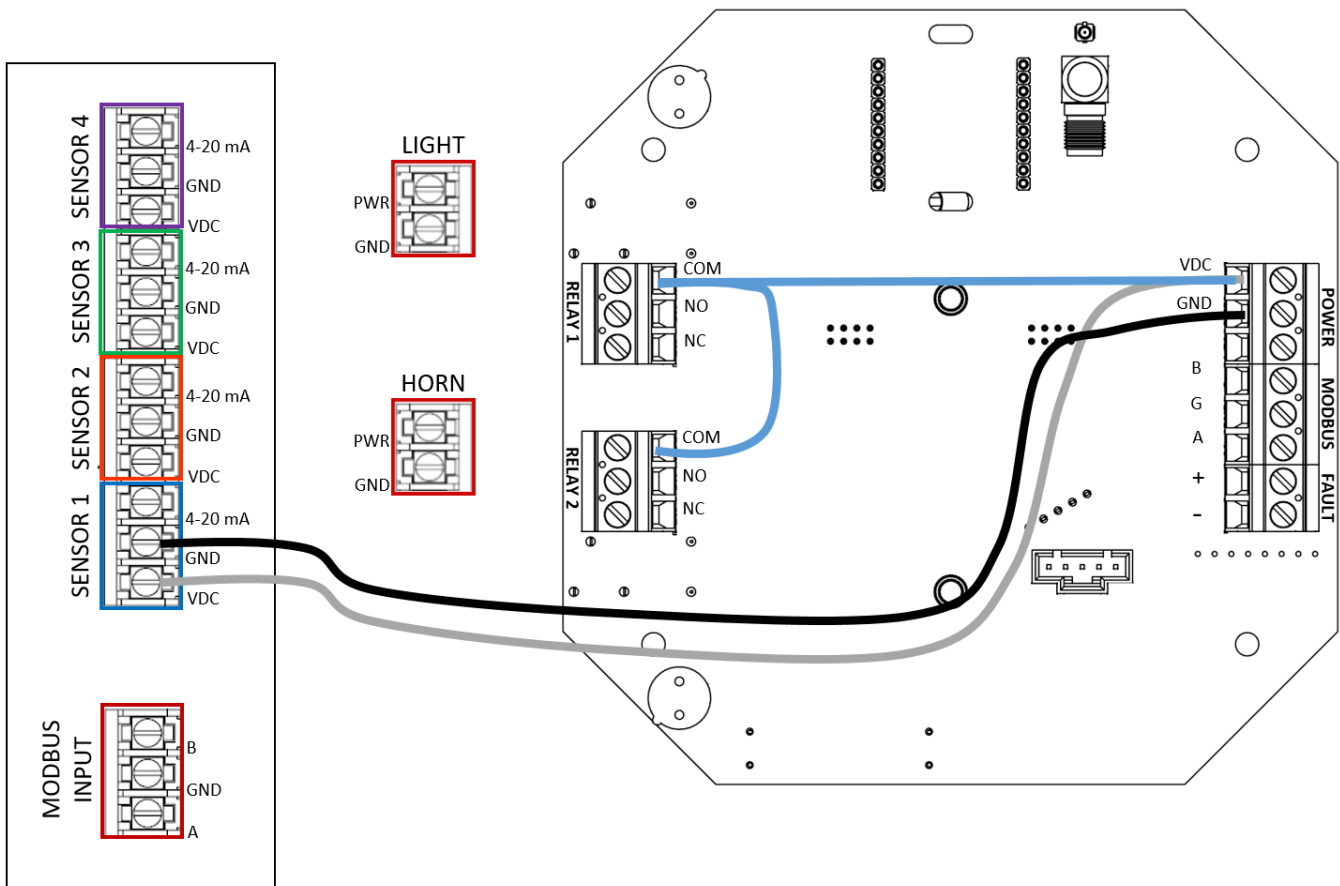 SENSOR 4
4-20 mA
GND
VDC
SENSOR 3
4-20 mA
GND
VDC
SENSOR 2
4-20 mA
GND
VDC
SENSOR 1
4-20 mA
GND
VDC
MODBUS
INPUT
B
GND
A
LIGHT
PWR
GND
HORN
PWR
GND
RELAY 1
COM
NO
NC
RELAY 2
COM
NO
NC
VDC
GND
POWER
B
G
A
MODBUS
+
-
FAULT